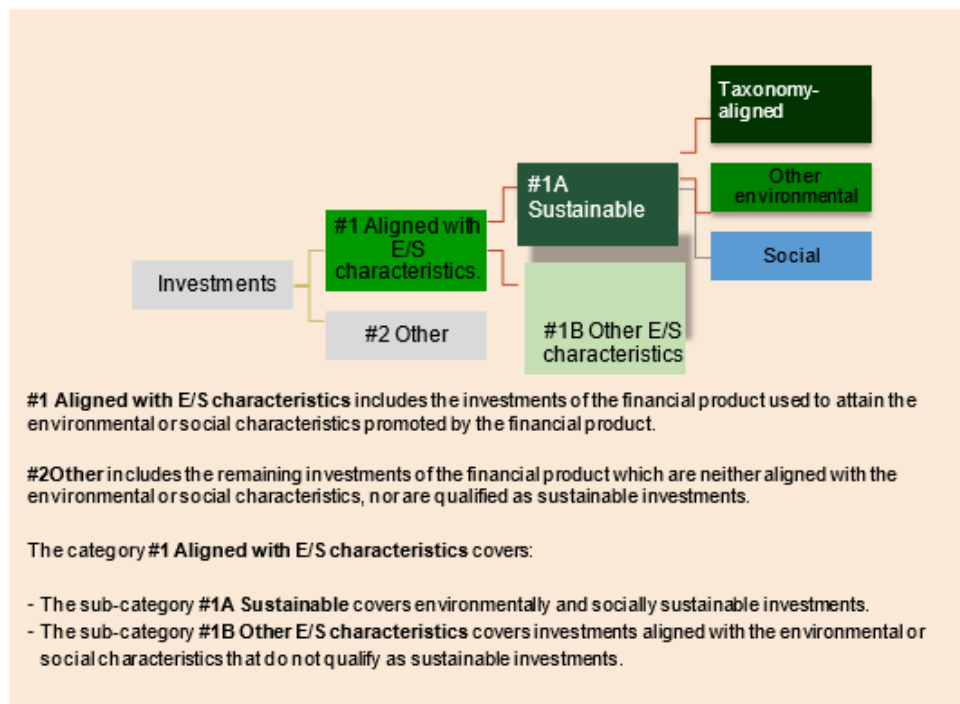 Taxonomy-
aligned
#1A
Sustainable
Other
environmental
#1 Aligned with
E/S
characteristics.
Social
Investments
#2 Other
#1B Other E/S
characteristics
#1 Aligned with E/S characteristics includes the investments of the financial product used to attain the
environmental or social characteristics promoted by the financial product.
#2Other includes the remaining investments of the financial product which are neither aligned with the
environmental or social characteristics, nor are qualified as sustainable investments.
The category #1 Aligned with E/S characteristics covers:
- The sub-category #1A Sustainable covers environmentally and socially sustainable investments.
- The sub-category #1B Other E/S characteristics covers investments aligned with the environmental or
social characteristics that do not qualify as sustainable investments.